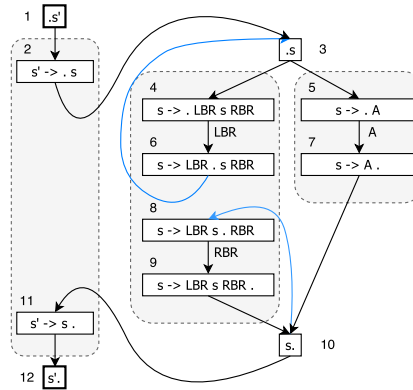 1 .s'
2
s' -> . s
.s 3
4
s -> . LBR s RBR
LBR
6
s -> LBR . s RBR
5
s -> . A
A
7
s -> A .
8
s -> LBR s . RBR
RBR
9
s -> LBR s RBR .
11
s' -> s .
12 s'.
s. 10